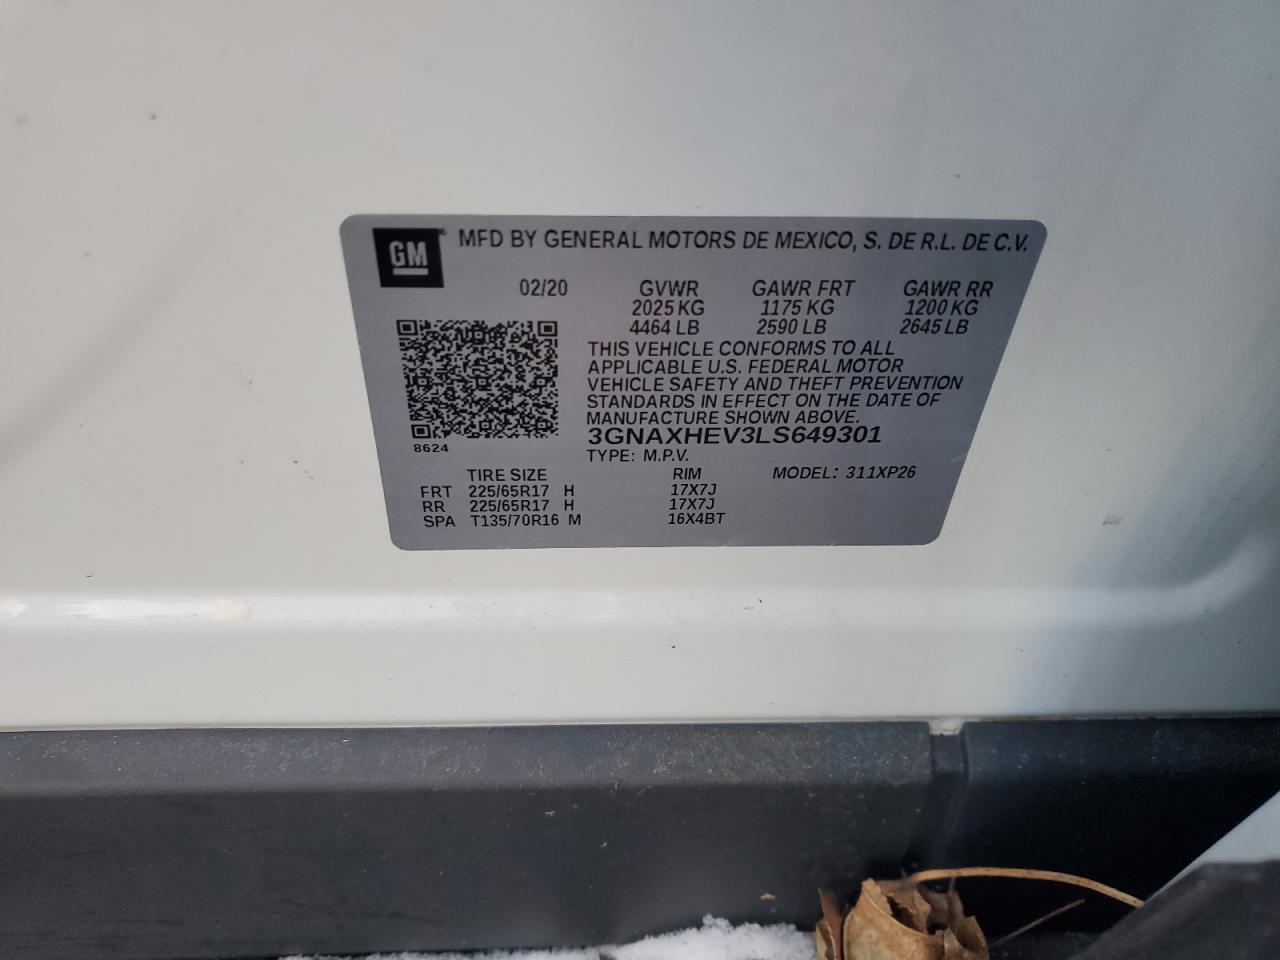 GM® MFD BY GENERAL MOTORS DE MEXICO, S. DE R.L. DE C.V.
02/20 GVWR GAWR FRT GAWR RR
2025 KG 1175 KG 1200 KG
4464 LB 2590 LB 2645 LB
THIS VEHICLE CONFORMS TO ALL
APPLICABLE U.S. FEDERAL MOTOR
VEHICLE SAFETY AND THEFT PREVENTION
STANDARDS IN EFFECT ON THE DATE OF
MANUFACTURE SHOWN ABOVE.
3GNAXHEV3LS649301
8624
TYPE: M.P.V.
TIRE SIZE RIM MODEL: 311XP26
FRT 225/65R17 H 17X7J
RR 225/65R17 H 17X7J
SPA T135/70R16 M 16X4BT